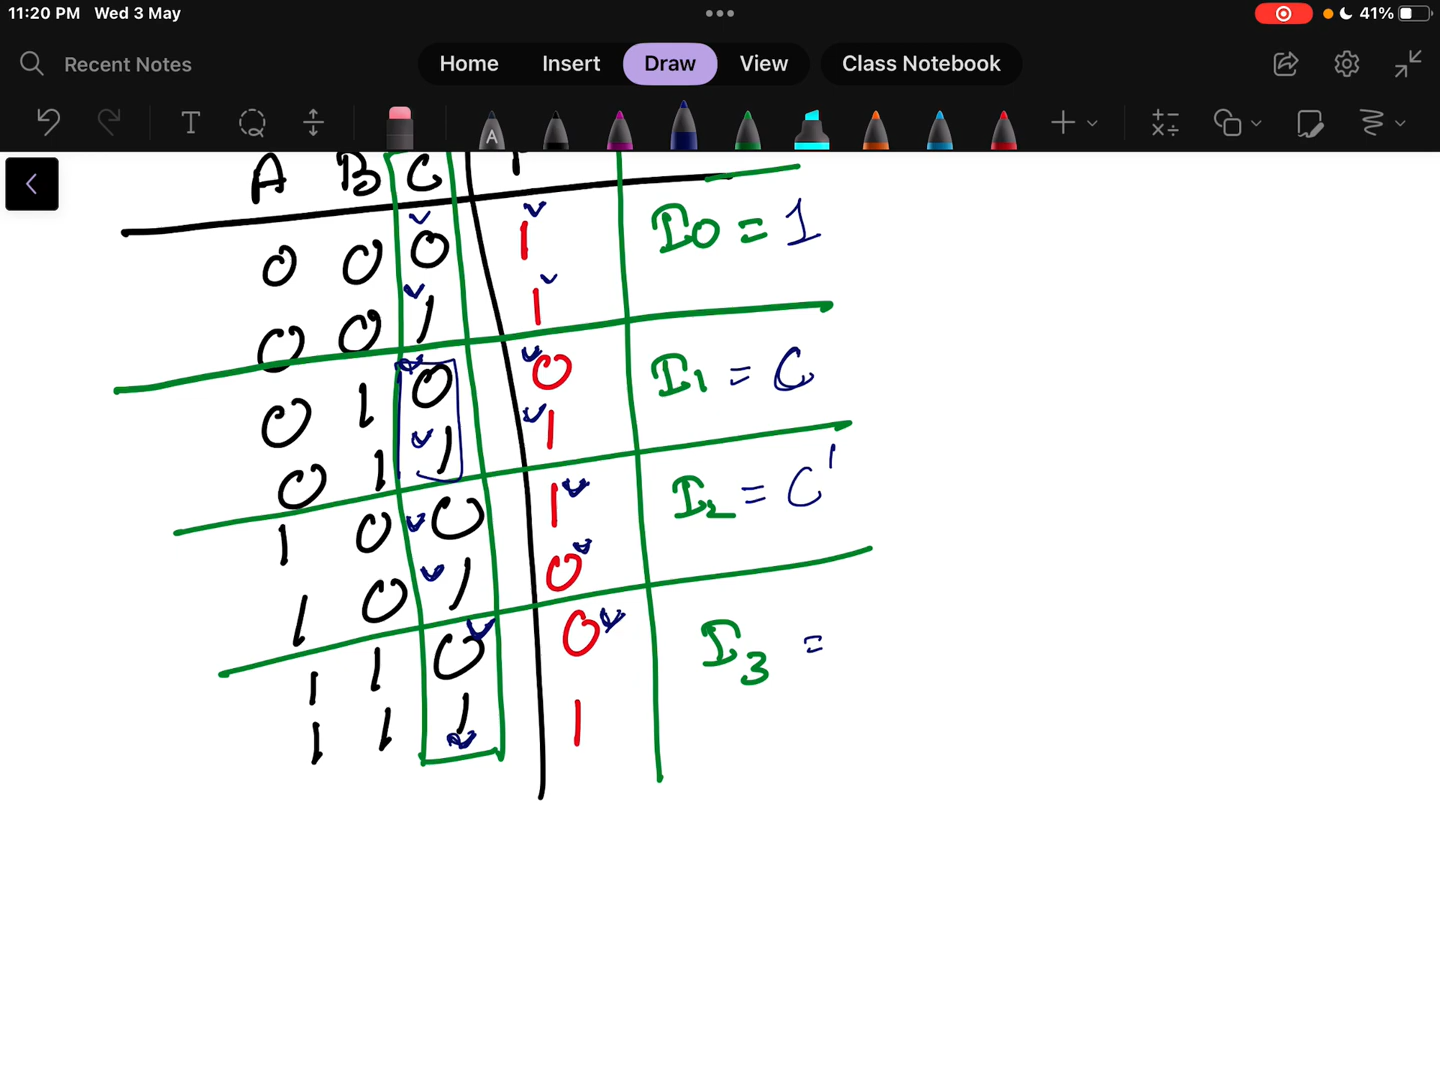 11:20 PM Wed 3 May
41%
Recent Notes
Home Insert Draw View Class Notebook
T A
A B C
0 0 0 1 I0 = 1
0 0 1 1
0 1 0 0 I1 = C
0 1 1 1
1 0 0 1 I2 = C'
1 0 1 0
1 1 0 0 I3 =
1 1 1 1